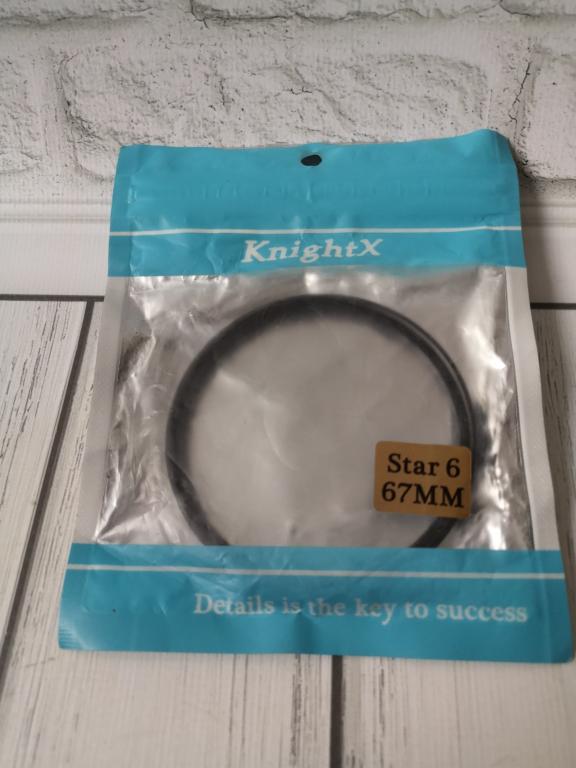 KnightX
Star 6
67MM
Details is the key to success